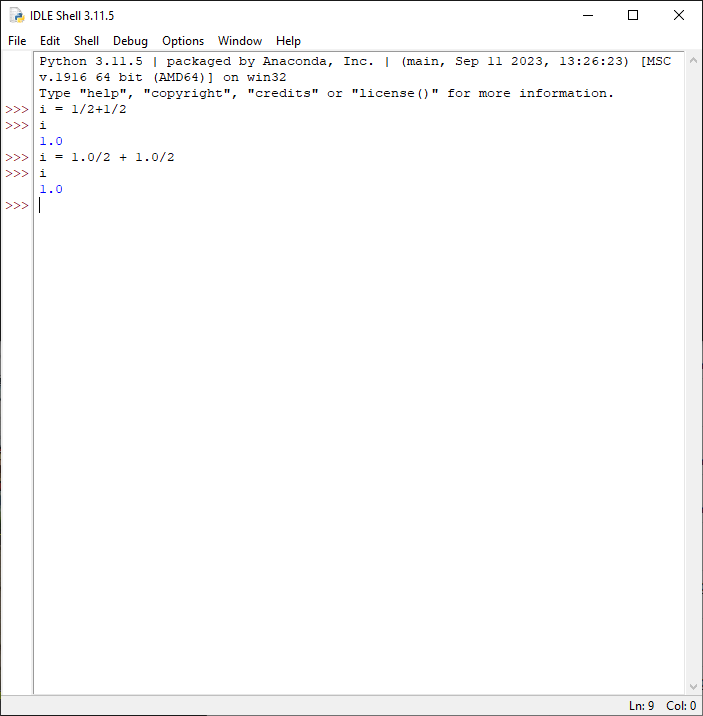 IDLE Shell 3.11.5
File Edit Shell Debug Options Window Help
Python 3.11.5 | packaged by Anaconda, Inc. | (main, Sep 11 2023, 13:26:23) [MSC
v.1916 64 bit (AMD64)] on win32
Type "help", "copyright", "credits" or "license()" for more information.
>>> i = 1/2+1/2
>>> i
1.0
>>> i = 1.0/2 + 1.0/2
>>> i
1.0
>>>
Ln: 9 Col: 0